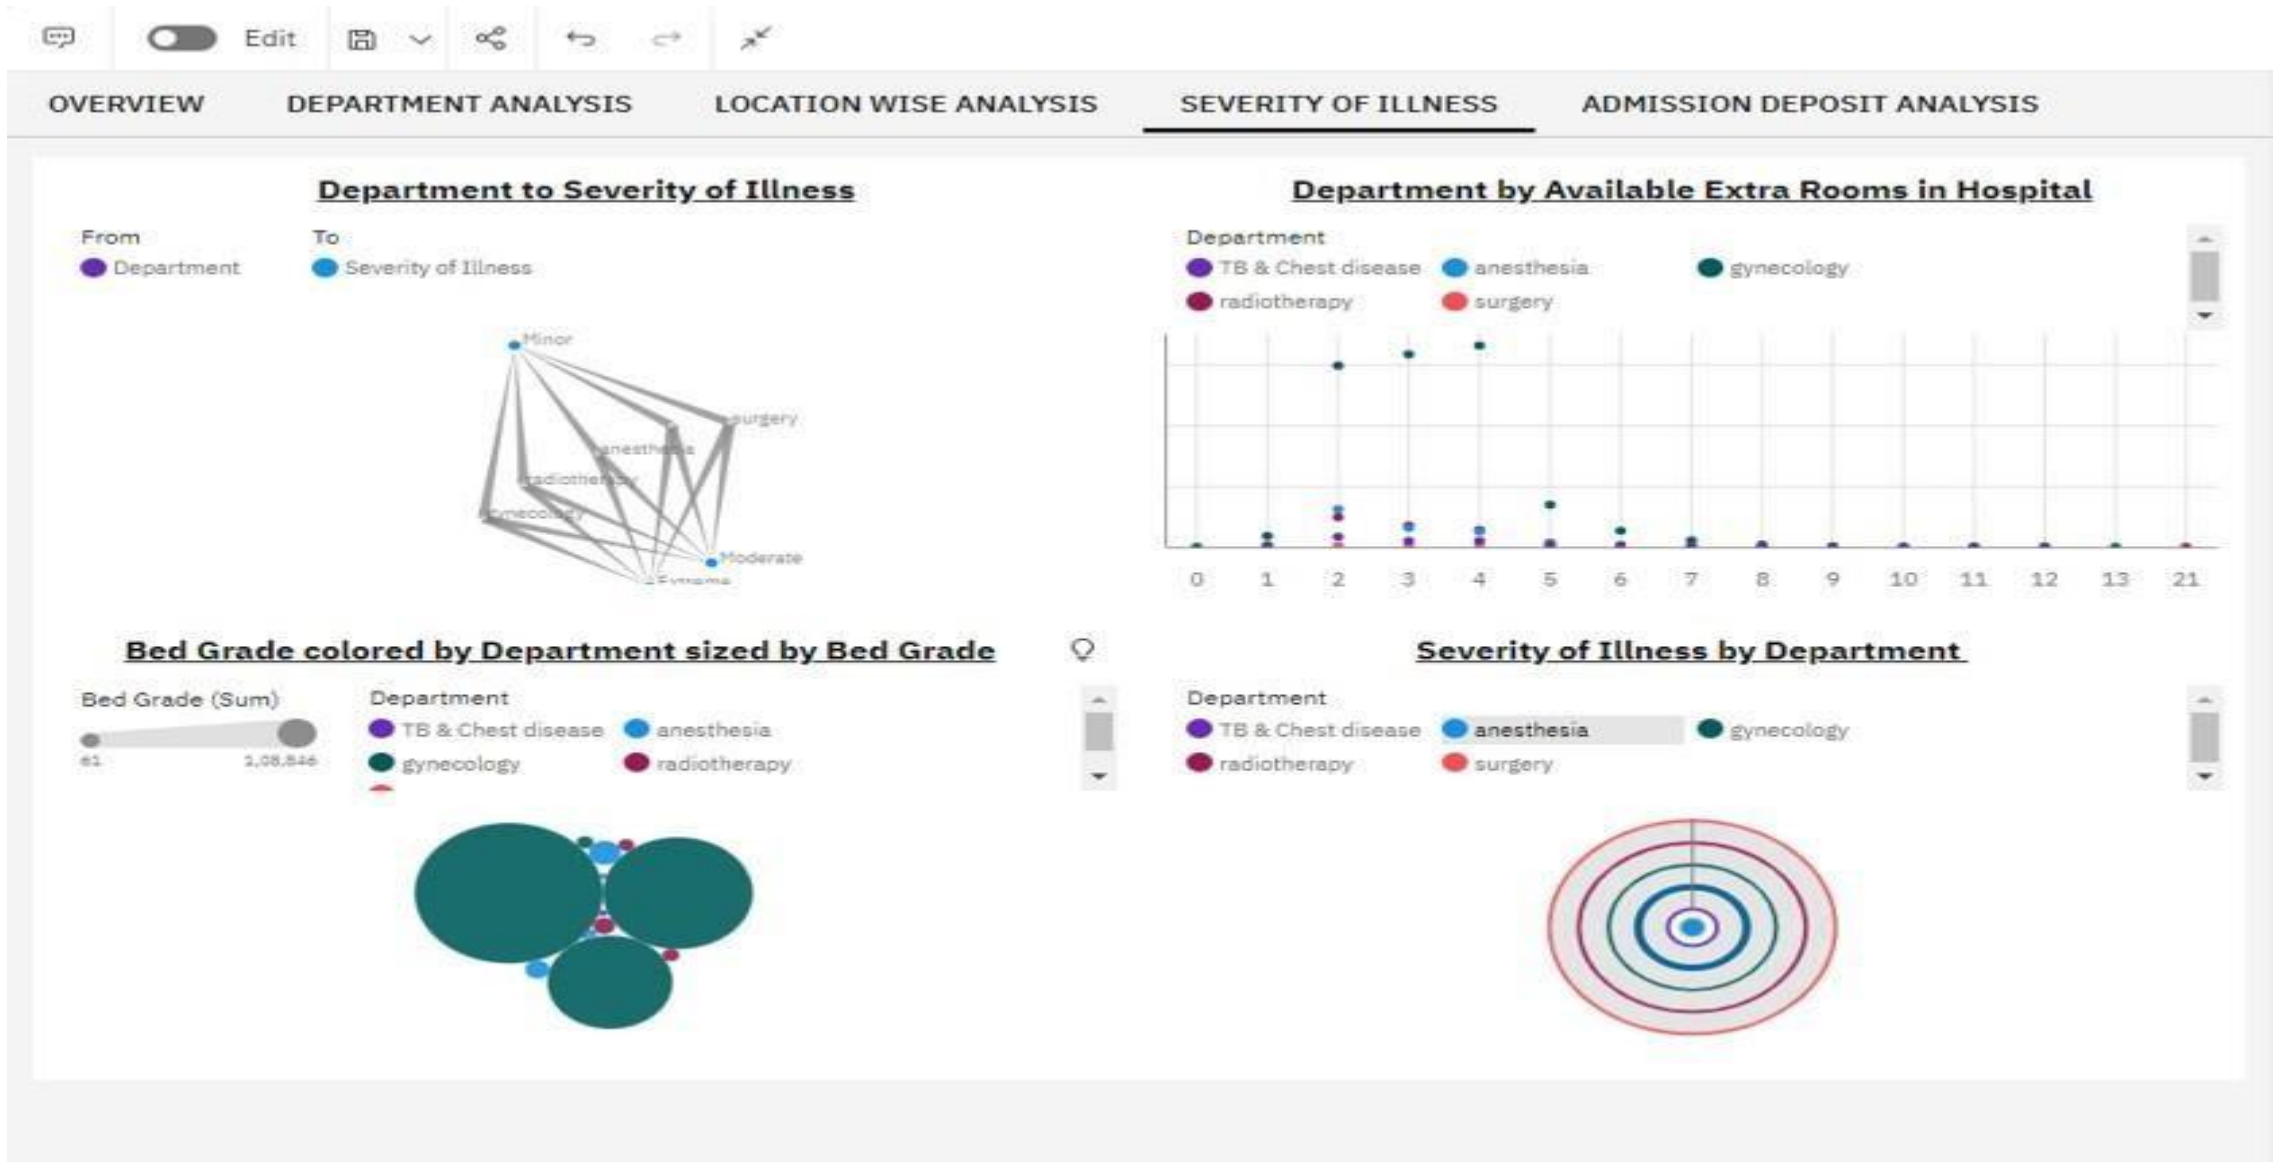 Edit
OVERVIEW DEPARTMENT ANALYSIS LOCATION WISE ANALYSIS SEVERITY OF ILLNESS ADMISSION DEPOSIT ANALYSIS
Department to Severity of Illness
From To
Department Severity of Illness
Minor
surgery
anesthesia
radiotherapy
gynecology
Moderate
Extreme
Department by Available Extra Rooms in Hospital
Department
TB & Chest disease anesthesia gynecology
radiotherapy surgery
0 1 2 3 4 5 6 7 8 9 10 11 12 13 21
Bed Grade colored by Department sized by Bed Grade
Bed Grade (Sum) Department
TB & Chest disease anesthesia
gynecology radiotherapy
61
Severity of Illness by Department
Department
TB & Chest disease anesthesia gynecology
radiotherapy surgery